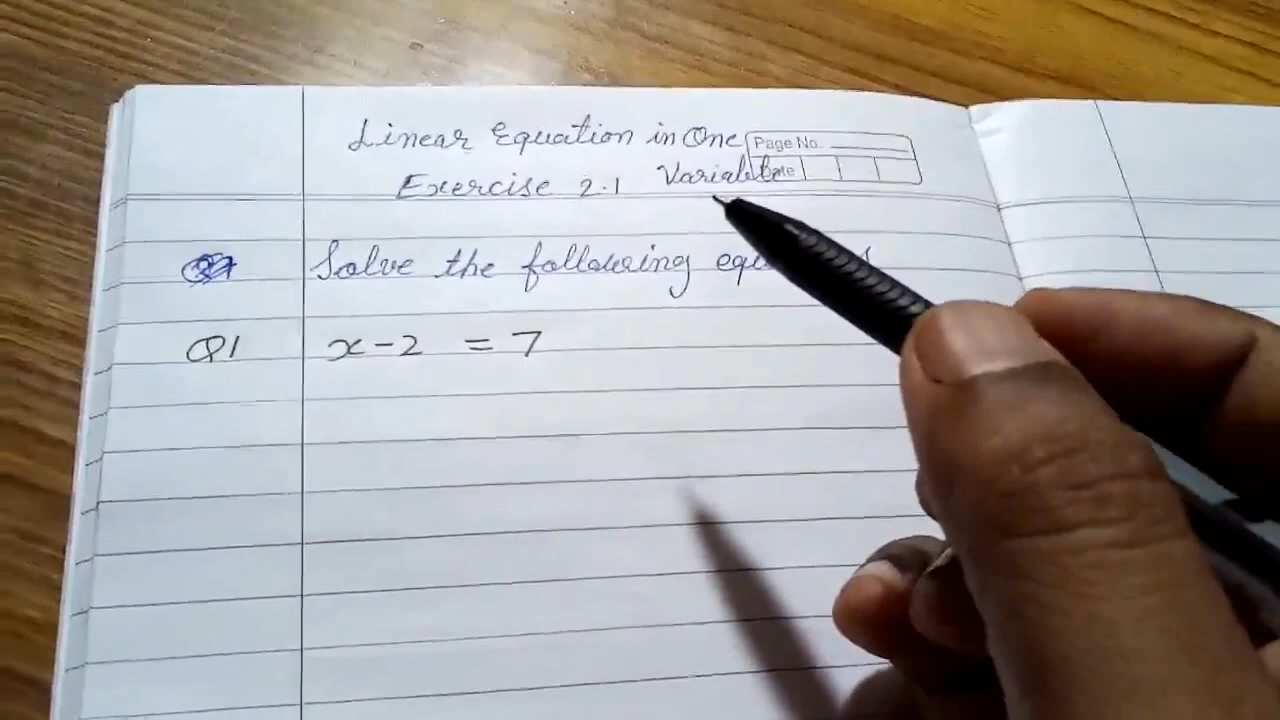 Linear Equation in One
Page No.
Variable
Exercise 2.1
Solve the following
Q1 x-2 = 7